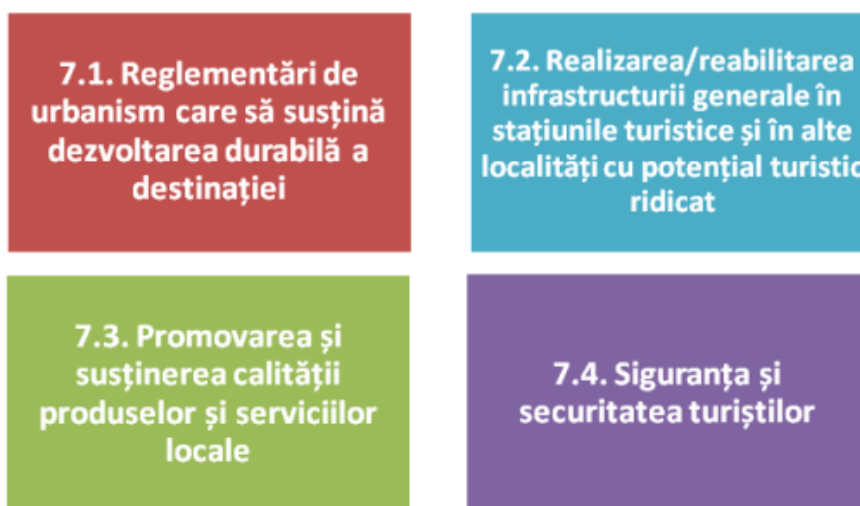 7.1. Reglementări de
urbanism care să susțină
dezvoltarea durabilă a
destinației
7.2. Realizarea/reabilitarea
infrastructurii generale în
stațiunile turistice și în alte
localități cu potențial turistic
ridicat
7.3. Promovarea și
susținerea calității
produselor și serviciilor
locale
7.4. Siguranța și
securitatea turiștilor